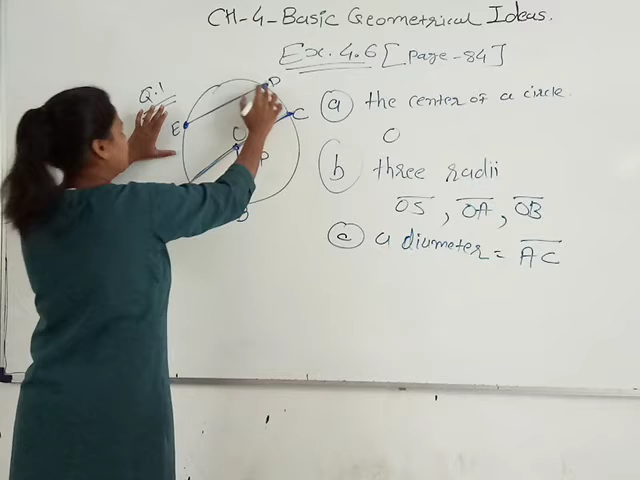 CH-4-Basic Geometrical Ideas.
Ex. 4.6 [Page-84]
Q.1
D
C
E
P
B
(a) the center of a circle.
O
(b) three radii
OS, OA, OB
(c) a diameter = AC